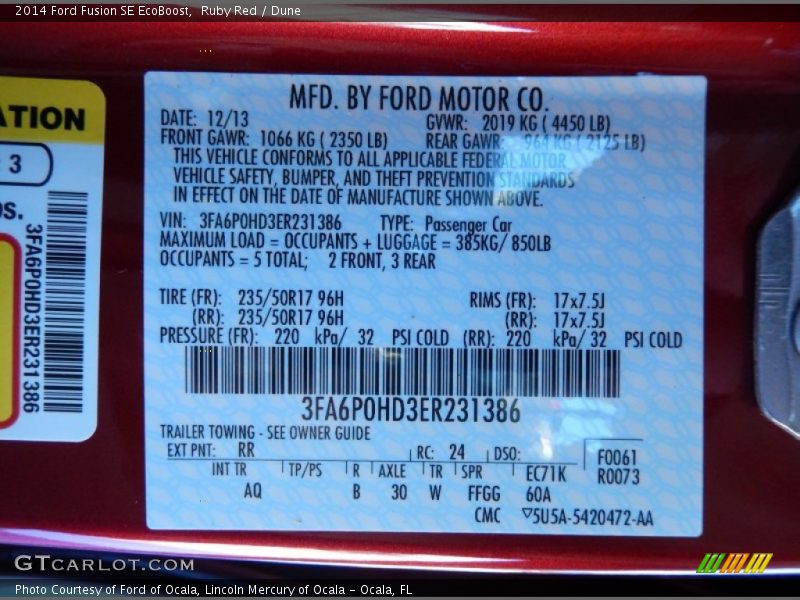 2014 Ford Fusion SE EcoBoost, Ruby Red / Dune
ATION
: 3
os.
3FA6P0HD3ER231386
MFD. BY FORD MOTOR CO.
DATE: 12/13 GVWR: 2019 KG ( 4450 LB)
FRONT GAWR: 1066 KG ( 2350 LB) REAR GAWR: 964 KG ( 2125 LB)
THIS VEHICLE CONFORMS TO ALL APPLICABLE FEDERAL MOTOR
VEHICLE SAFETY, BUMPER, AND THEFT PREVENTION STANDARDS
IN EFFECT ON THE DATE OF MANUFACTURE SHOWN ABOVE.
VIN: 3FA6P0HD3ER231386 TYPE: Passenger Car
MAXIMUM LOAD = OCCUPANTS + LUGGAGE = 385KG/ 850LB
OCCUPANTS = 5 TOTAL; 2 FRONT, 3 REAR
TIRE (FR): 235/50R17 96H RIMS (FR): 17x7.5J
(RR): 235/50R17 96H (RR): 17x7.5J
PRESSURE (FR): 220 kPa/ 32 PSI COLD (RR): 220 kPa/ 32 PSI COLD
3FA6P0HD3ER231386
TRAILER TOWING - SEE OWNER GUIDE
EXT PNT: RR RC: 24 DSO: F0061
INT TR TP/PS R AXLE TR SPR EC71K R0073
AQ B 30 W FFGG 60A
CMC ▽5U5A-5420472-AA
GTCARLOT.COM
Photo Courtesy of Ford of Ocala, Lincoln Mercury of Ocala - Ocala, FL